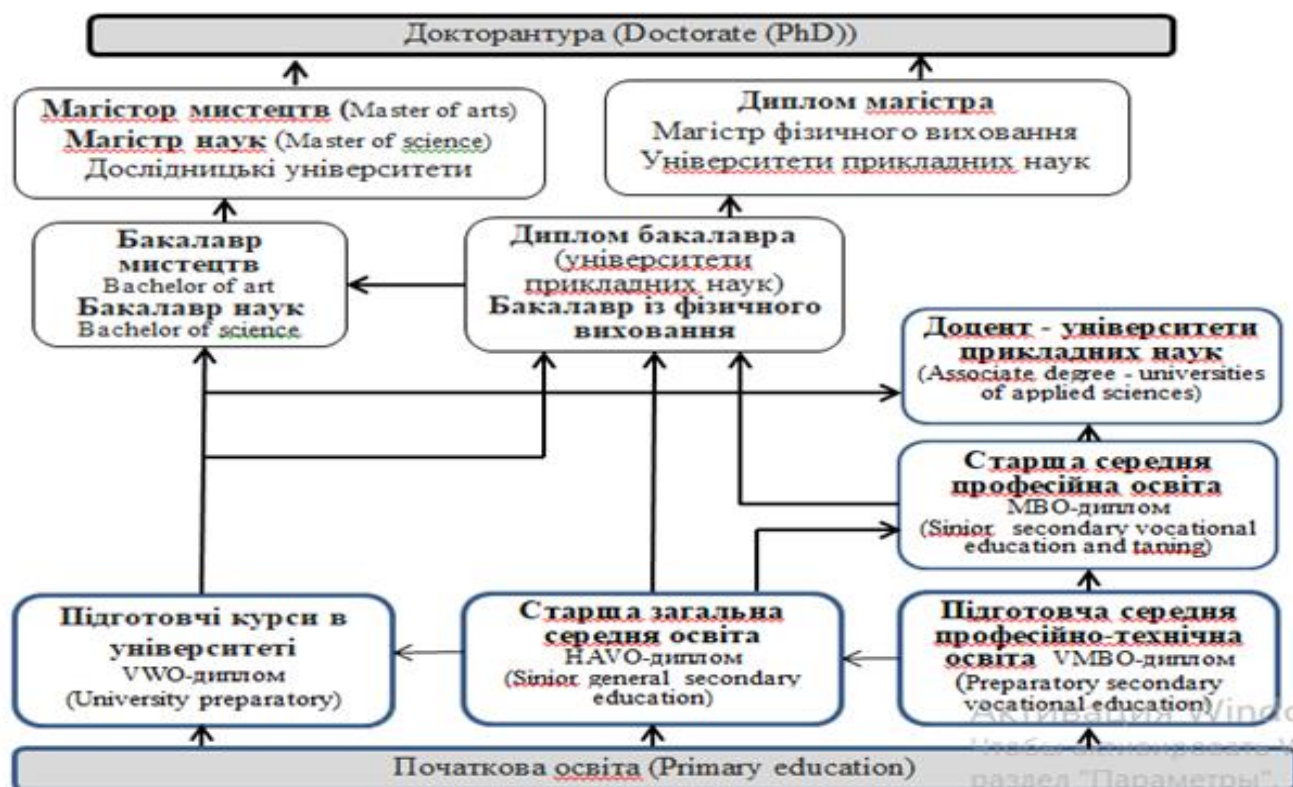 Докторантура (Doctorate (PhD))
Магістор мистецтв (Master of arts)
Магістр наук (Master of science)
Дослідницькі університети
Диплом магістра
Магістр фізичного виховання
Університети прикладних наук
Бакалавр
мистецтв
Bachelor of art
Бакалавр наук
Bachelor of science
Диплом бакалавра
(університети
прикладних наук)
Бакалавр із фізичного
виховання
Доцент - університети
прикладних наук
(Associate degree - universities
of applied sciences)
Старша середня
професійна освіта
МВО-диплом
(Sinior secondary vocational
education and taning)
Підготовчі курси в
університеті
VWO-диплом
(University preparatory)
Старша загальна
середня освіта
HAVO-диплом
(Sinior general secondary
education)
Підготовча середня
професійно-технічна
освіта VMBO-диплом
(Preparatory secondary
vocational education)
Активация Windo
Чтобы активировать W
раздел "Параметры".
Початкова освіта (Primary education)